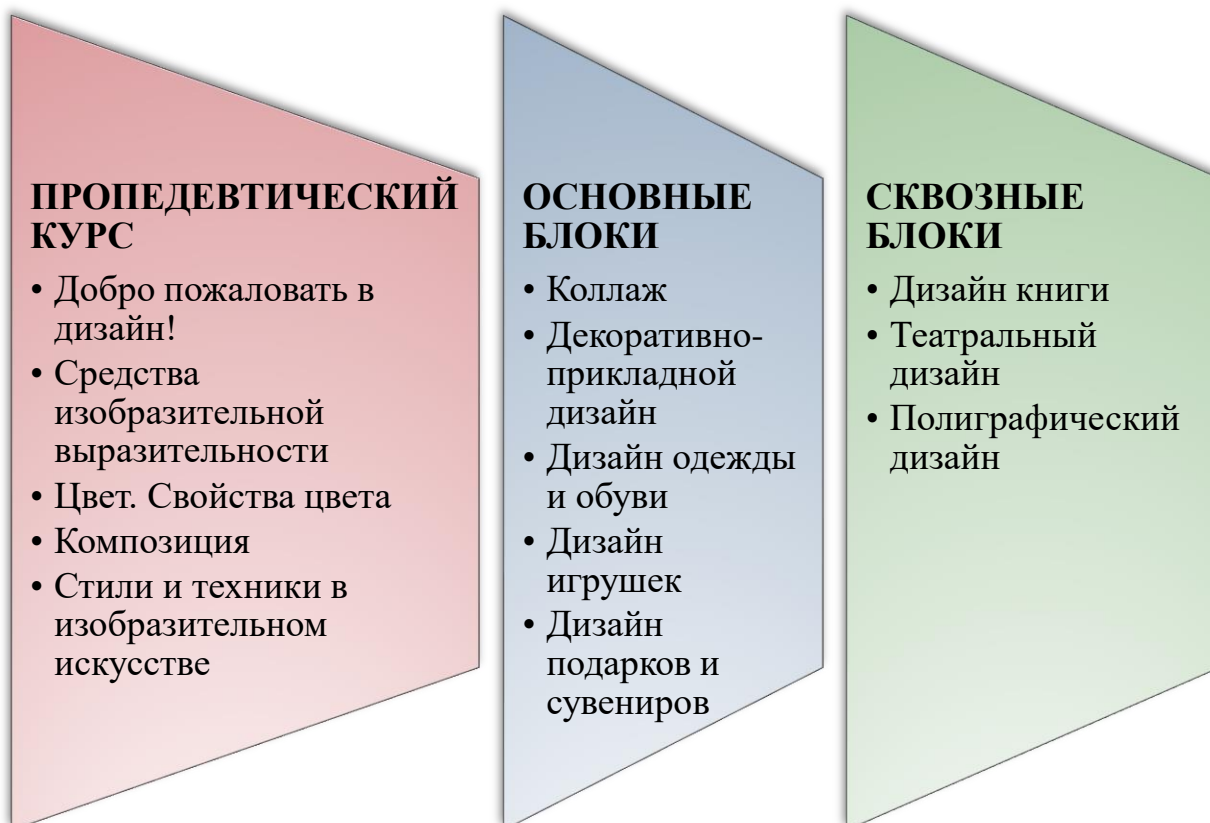 ПРОПЕДЕВТИЧЕСКИЙ
КУРС
• Добро пожаловать в
дизайн!
• Средства
изобразительной
выразительности
• Цвет. Свойства цвета
• Композиция
• Стили и техники в
изобразительном
искусстве
ОСНОВНЫЕ
БЛОКИ
• Коллаж
• Декоративно-
прикладной
дизайн
• Дизайн одежды
и обуви
• Дизайн
игрушек
• Дизайн
подарков и
сувениров
СКВОЗНЫЕ
БЛОКИ
• Дизайн книги
• Театральный
дизайн
• Полиграфический
дизайн